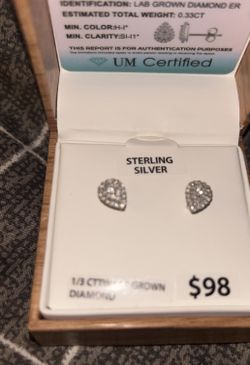 IDENTIFICATION: LAB GROWN DIAMOND ER
ESTIMATED TOTAL WEIGHT: 0.33CT
MIN. COLOR:H-I*
MIN. CLARITY:SI-I1*
THIS REPORT IS FOR AUTHENTICATION PURPOSES
UM Certified
STERLING
SILVER
1/3 CTTW GROWN
DIAMOND
$98